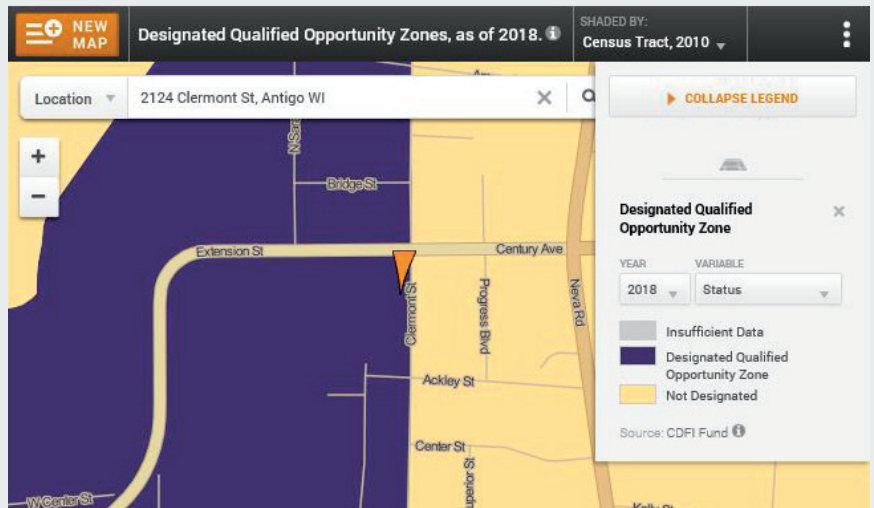 NEW
MAP
Designated Qualified Opportunity Zones, as of 2018.
SHADED BY:
Census Tract, 2010
Location
2124 Clermont St, Antigo WI
COLLAPSE LEGEND
+
−
Bridge St
Extension St
Century Ave
Clermont St
Progress Blvd
Neva Rd
Ackley St
Center St
W Center St
Designated Qualified
Opportunity Zone
YEAR
VARIABLE
2018
Status
Insufficient Data
Designated Qualified
Opportunity Zone
Not Designated
Source: CDFI Fund